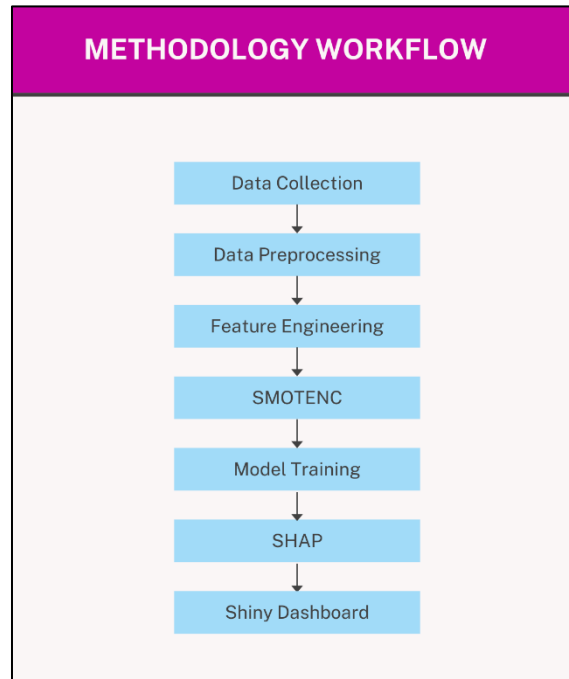 METHODOLOGY WORKFLOW
Data Collection
Data Preprocessing
Feature Engineering
SMOTENC
Model Training
SHAP
Shiny Dashboard